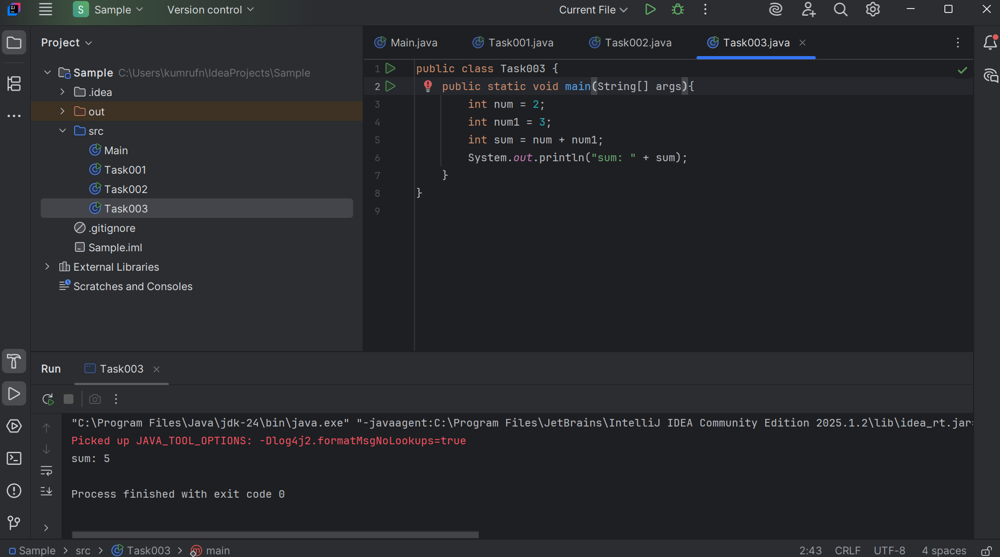 S Sample Version control Current File
Project
Main.java Task001.java Task002.java Task003.java
Sample C:\Users\kumrufn\IdeaProjects\Sample
.idea
out
src
Main
Task001
Task002
Task003
.gitignore
Sample.iml
External Libraries
Scratches and Consoles
1 public class Task003 {
2 public static void main(String[] args){
3 int num = 2;
4 int num1 = 3;
5 int sum = num + num1;
6 System.out.println("sum: " + sum);
7 }
8 }
9
Run Task003
"C:\Program Files\Java\jdk-24\bin\java.exe" "-javaagent:C:\Program Files\JetBrains\IntelliJ IDEA Community Edition 2025.1.2\lib\idea_rt.jar=
Picked up JAVA_TOOL_OPTIONS: -Dlog4j2.formatMsgNoLookups=true
sum: 5
Process finished with exit code 0
Sample > src > Task003 > main 2:43 CRLF UTF-8 4 spaces